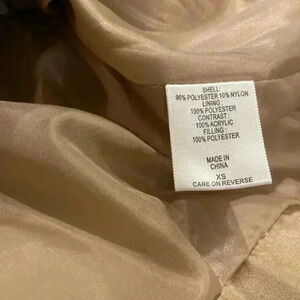 SHELL:
90% POLYESTER 10% NYLON
LINING :
100% POLYESTER
CONTRAST :
100% ACRYLIC
FILLING :
100% POLYESTER
MADE IN
CHINA
XS
CARE ON REVERSE